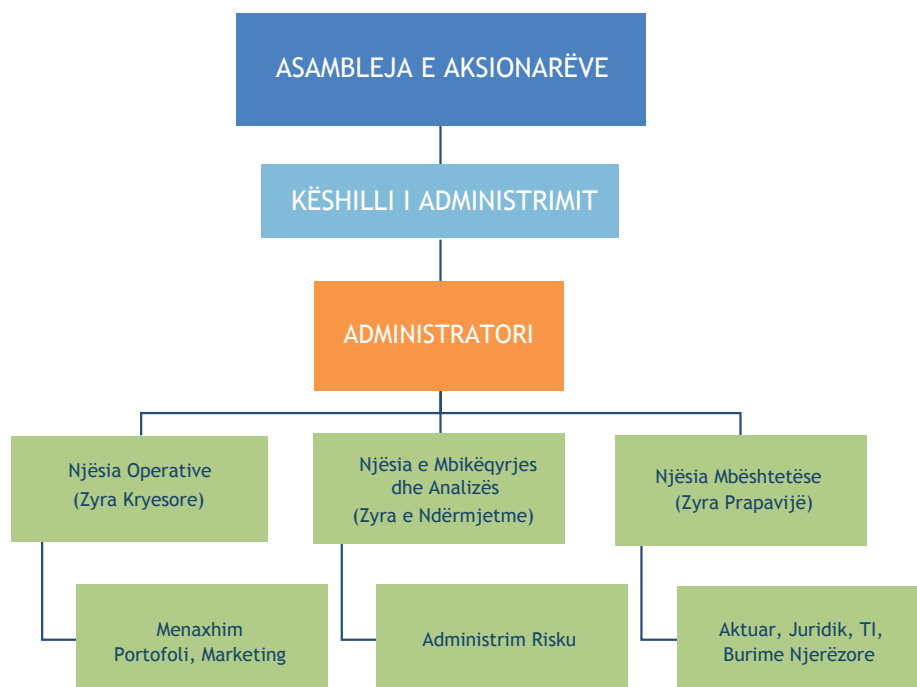 ASAMBLEJA E AKSIONARËVE
KËSHILLI I ADMINISTRIMIT
ADMINISTRATORI
Njësia Operative
(Zyra Kryesore)
Njësia e Mbikëqyrjes
dhe Analizës
(Zyra e Ndërmjetme)
Njësia Mbështetëse
(Zyra Prapavijë)
Menaxhim
Portofoli, Marketing
Administrim Risku
Aktuar, Juridik, TI,
Burime Njerëzore